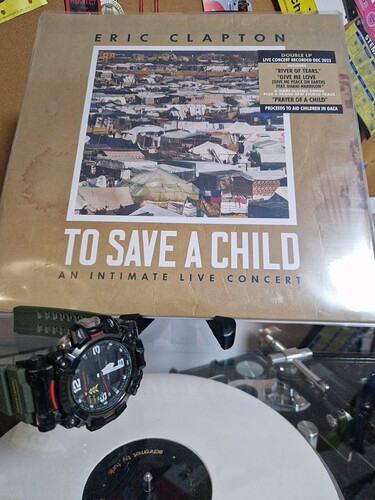 ERIC CLAPTON
DOUBLE LP
LIVE CONCERT RECORDED DEC 2023
"RIVER OF TEARS,"
"GIVE ME LOVE
(GIVE ME PEACE ON EARTH)
FEAT. DHANI HARRISON"
"PRAYER OF A CHILD"
PROCEEDS TO AID CHILDREN IN GAZA
TO SAVE A CHILD
AN INTIMATE LIVE CONCERT